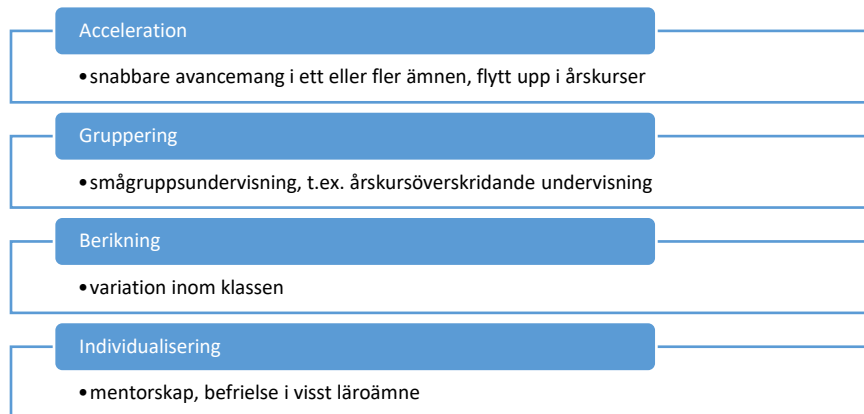 Acceleration
•snabbare avancemang i ett eller fler ämnen, flytt upp i årskurser
Gruppering
•smågruppsundervisning, t.ex. årskursöverskridande undervisning
Berikning
•variation inom klassen
Individualisering
•mentorskap, befrielse i visst läroämne